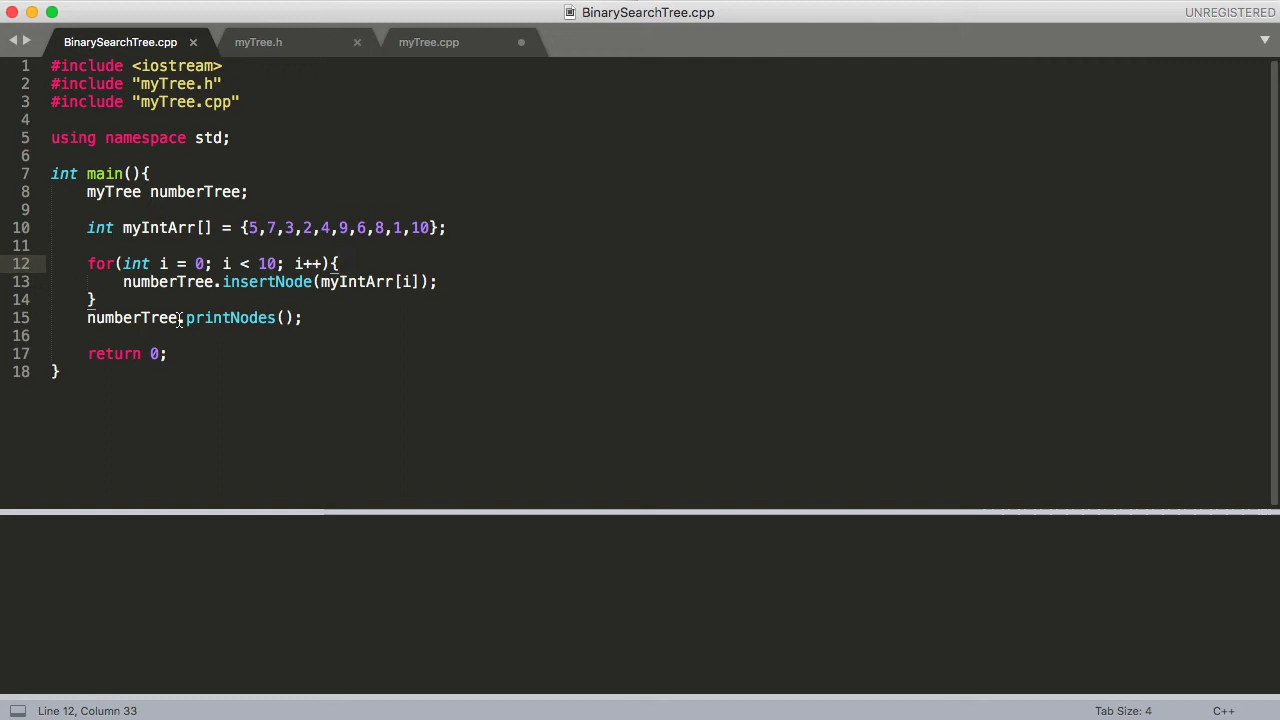 BinarySearchTree.cpp
UNREGISTERED
BinarySearchTree.cpp × myTree.h × myTree.cpp
1 #include <iostream>
2 #include "myTree.h"
3 #include "myTree.cpp"
4
5 using namespace std;
6
7 int main(){
8 myTree numberTree;
9
10 int myIntArr[] = {5,7,3,2,4,9,6,8,1,10};
11
12 for(int i = 0; i < 10; i++){
13 numberTree.insertNode(myIntArr[i]);
14 }
15 numberTree.printNodes();
16
17 return 0;
18 }
Line 12, Column 33
Tab Size: 4
C++